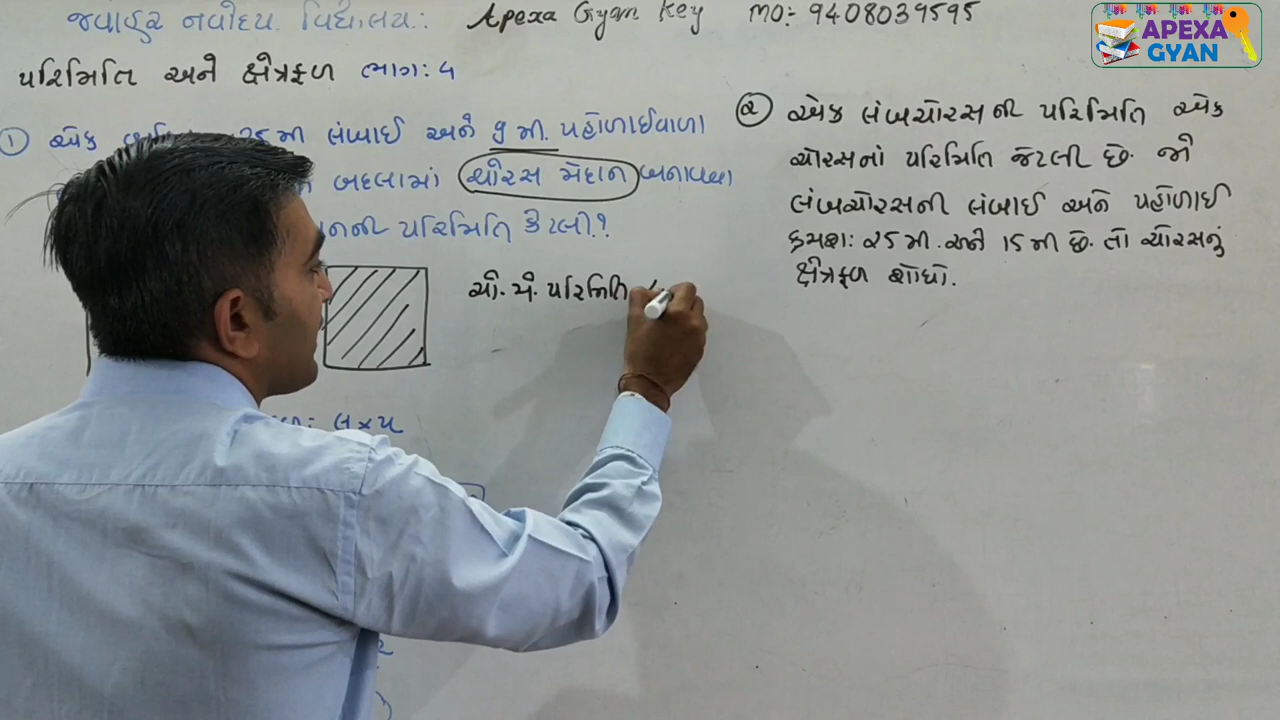 જવાહર નવોદય વિદ્યાલય: Apexa Gyan Key MO: 9408039595
APEXA
GYAN
પરિમિતિ અને ક્ષેત્રફળ ભાગ: ૫
① એક મી લંબાઈ અને ૭ મી. પહોળાઈવાળા
બદલામાં ચોરસ મેદાન બનાવવા
પરિમિતિ કેટલી?
ચો. મે. પરિમિતિ
લ × પ
② એક લંબચોરસ ની પરિમિતિ એક
ચોરસનાં પરિમિતિ જેટલી છે. જો
લંબચોરસની લંબાઈ અને પહોળાઈ
ક્રમશ: ૨૫ મી. અને ૧૫ મી છે. તો ચોરસનું
ક્ષેત્રફળ શોધો.